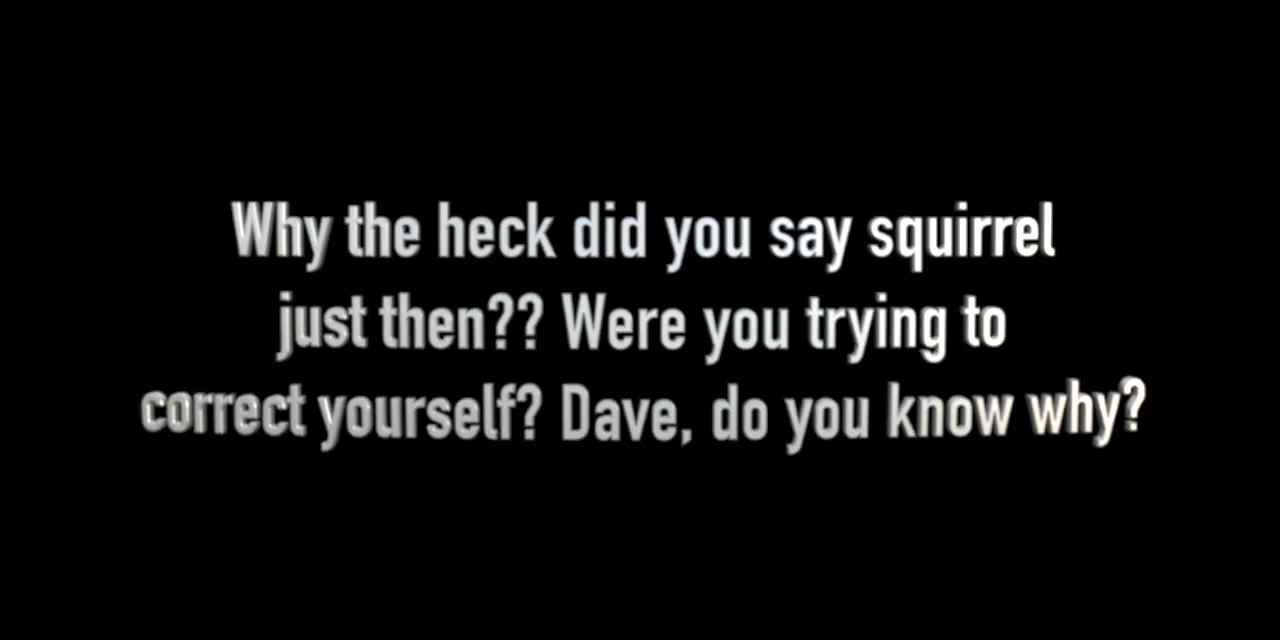 Why the heck did you say squirrel
just then?? Were you trying to
correct yourself? Dave, do you know why?